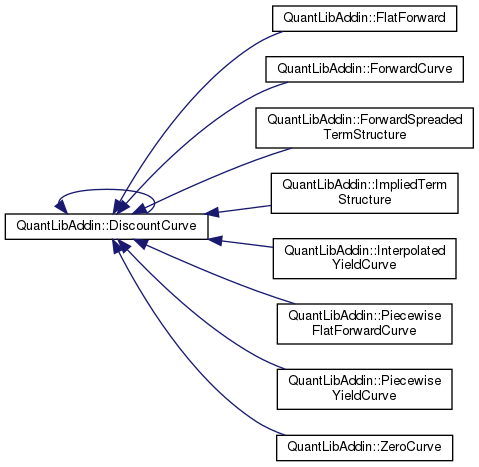 QuantLibAddin::FlatForward
QuantLibAddin::ForwardCurve
QuantLibAddin::ForwardSpreaded
TermStructure
QuantLibAddin::ImpliedTerm
Structure
QuantLibAddin::DiscountCurve
QuantLibAddin::Interpolated
YieldCurve
QuantLibAddin::Piecewise
FlatForwardCurve
QuantLibAddin::Piecewise
YieldCurve
QuantLibAddin::ZeroCurve